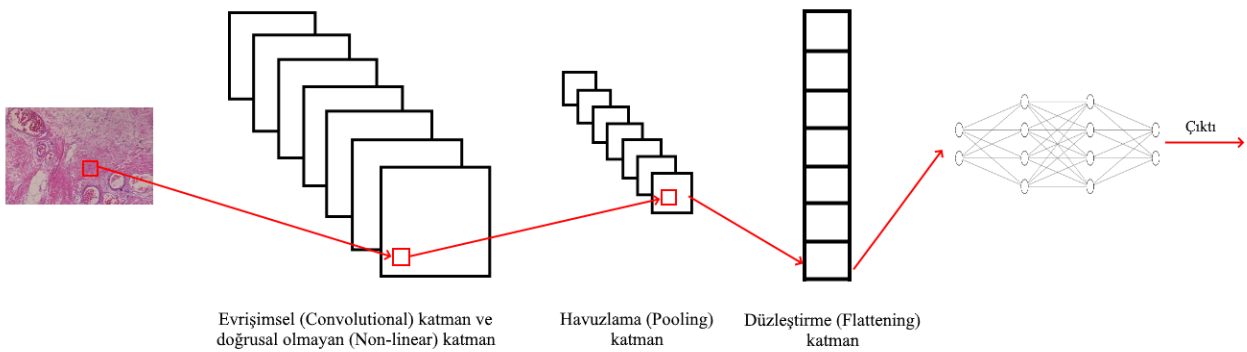 Evrişimsel (Convolutional) katman ve
doğrusal olmayan (Non-linear) katman
Havuzlama (Pooling)
katman
Düzleştirme (Flattening)
katman
Çıktı